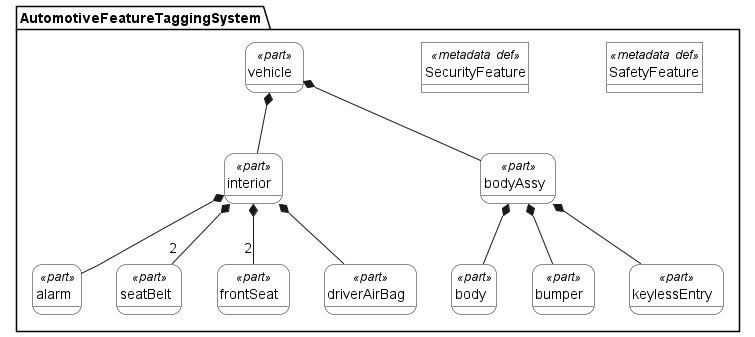 AutomotiveFeatureTaggingSystem
«part»
vehicle
«metadata def»
SecurityFeature
«metadata def»
SafetyFeature
«part»
interior
«part»
bodyAssy
2
2
«part»
alarm
«part»
seatBelt
«part»
frontSeat
«part»
driverAirBag
«part»
body
«part»
bumper
«part»
keylessEntry